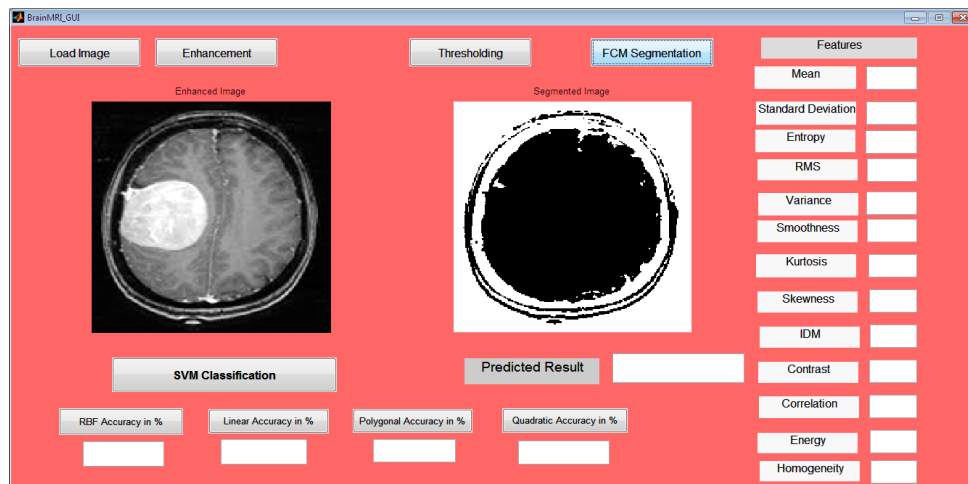 BrainMRI_GUI
Load Image
Enhancement
Thresholding
FCM Segmentation
Features
Enhanced Image
Segmented Image
Mean
Standard Deviation
Entropy
RMS
Variance
Smoothness
Kurtosis
Skewness
IDM
Contrast
Correlation
Energy
Homogeneity
SVM Classification
Predicted Result
RBF Accuracy in %
Linear Accuracy in %
Polygonal Accuracy in %
Quadratic Accuracy in %